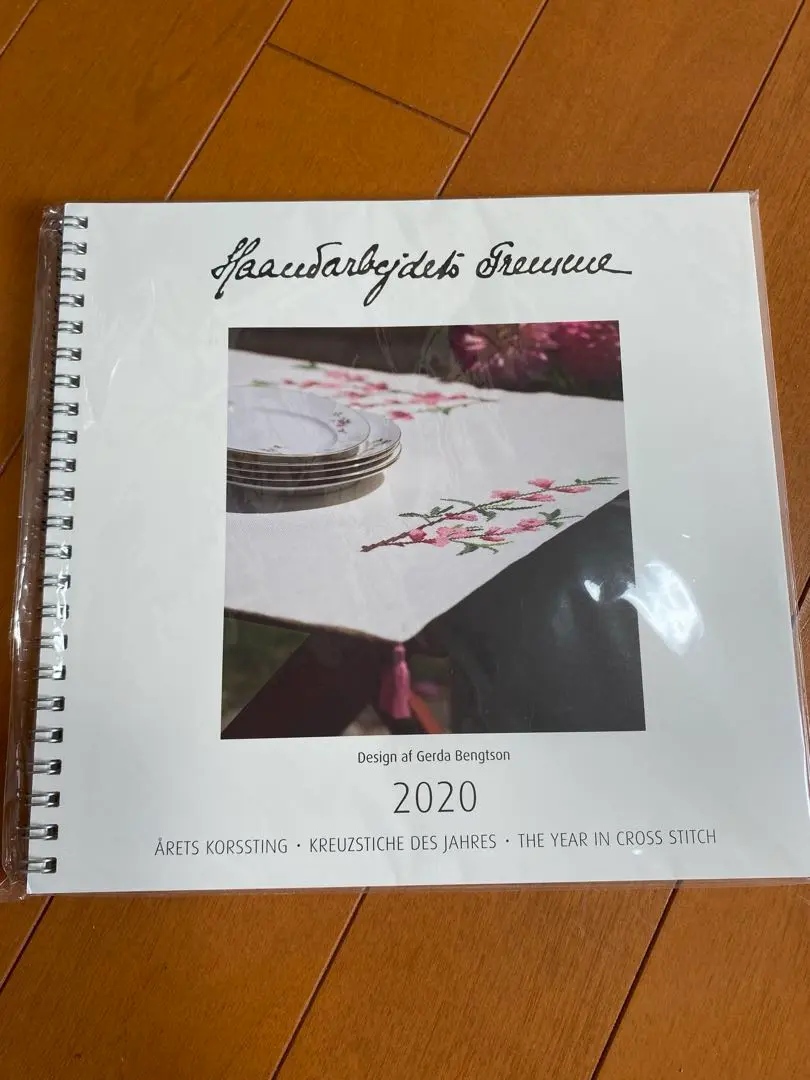 Haandarbejdets Fremme
Design af Gerda Bengtson
2020
ÅRETS KORSSTING · KREUZSTICHE DES JAHRES · THE YEAR IN CROSS STITCH